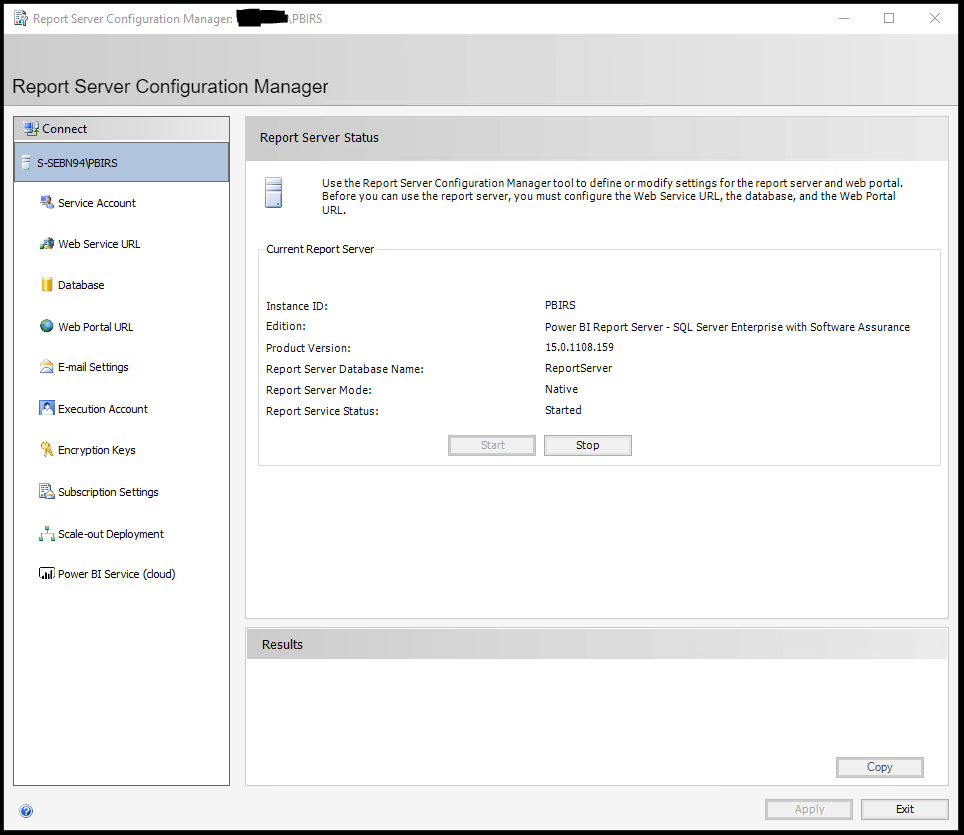 Report Server Configuration Manager: \PBIRS
Report Server Configuration Manager
Connect
S-SEBN94\PBIRS
Service Account
Web Service URL
Database
Web Portal URL
E-mail Settings
Execution Account
Encryption Keys
Subscription Settings
Scale-out Deployment
Power BI Service (cloud)
Report Server Status
Use the Report Server Configuration Manager tool to define or modify settings for the report server and web portal.
Before you can use the report server, you must configure the Web Service URL, the database, and the Web Portal
URL.
Current Report Server
Instance ID: PBIRS
Edition: Power BI Report Server - SQL Server Enterprise with Software Assurance
Product Version: 15.0.1108.159
Report Server Database Name: ReportServer
Report Server Mode: Native
Report Service Status: Started
Start Stop
Results
Copy
Apply Exit